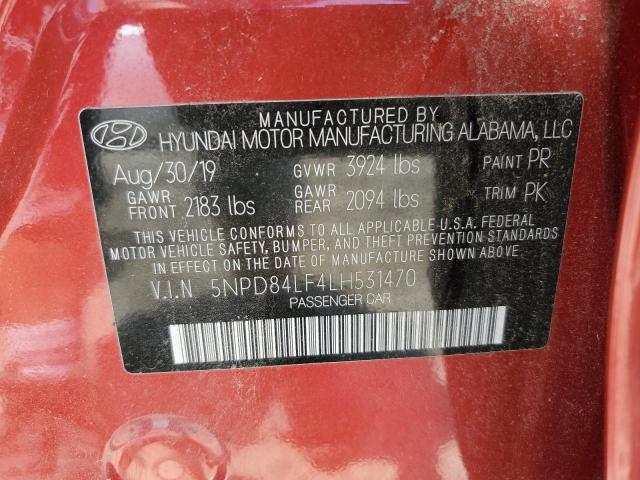 MANUFACTURED BY
HYUNDAI MOTOR MANUFACTURING ALABAMA, LLC
Aug/30/19 GVWR 3924 lbs PAINT PR
GAWR FRONT 2183 lbs GAWR REAR 2094 lbs TRIM PK
THIS VEHICLE CONFORMS TO ALL APPLICABLE U.S.A. FEDERAL
MOTOR VEHICLE SAFETY, BUMPER, AND THEFT PREVENTION
STANDARDS IN EFFECT ON THE DATE OF MANUFACTURE SHOWN ABOVE.
V.I.N 5NPD84LF4LH531470
PASSENGER CAR